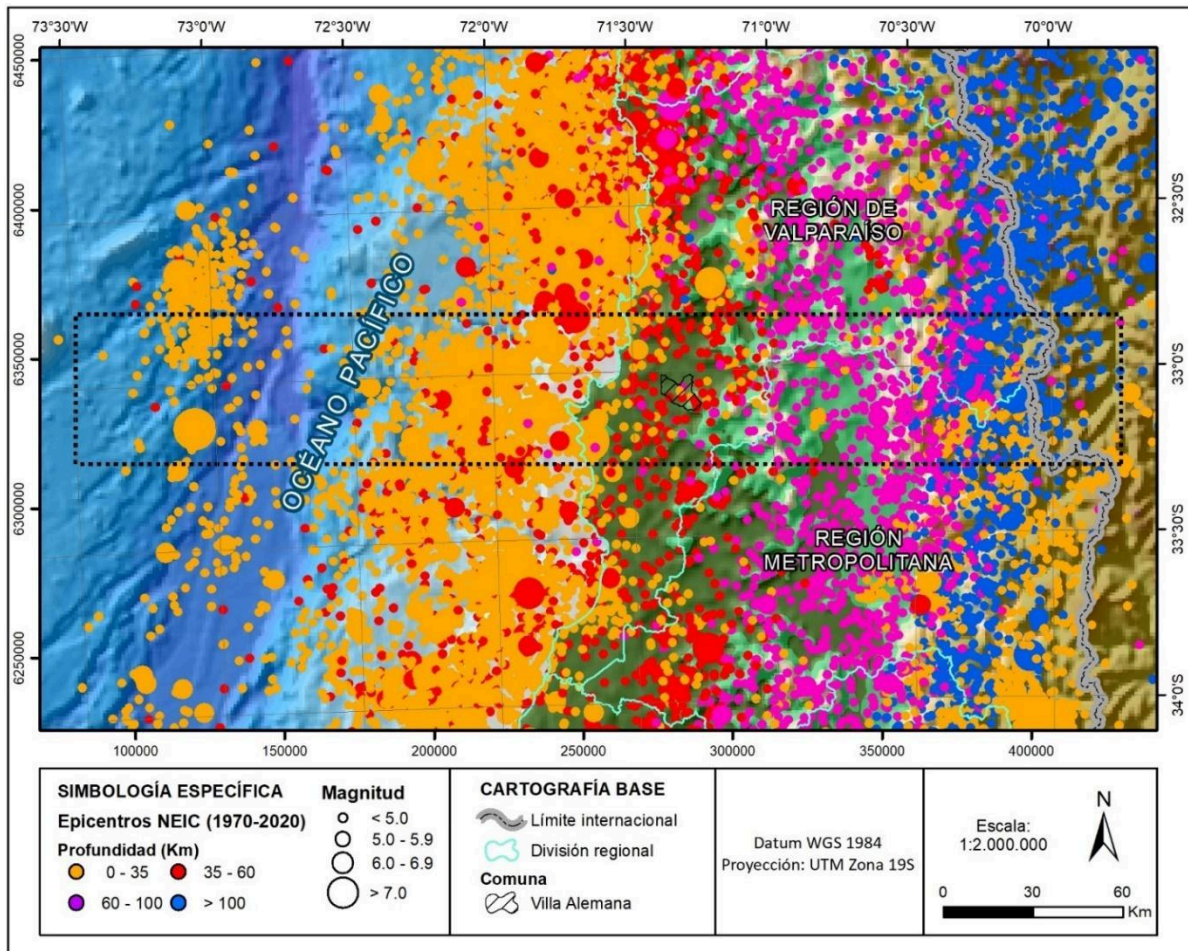 73°30'O 73°0'O 72°30'O 72°0'O 71°30'O 71°0'O 70°30'O 70°0'O
6450000
6400000
6350000
6300000
6250000
32°30'S
33°0'S
33°30'S
34°0'S
OCÉANO PACÍFICO
REGIÓN DE
VALPARAÍSO
REGIÓN
METROPOLITANA
100000 150000 200000 250000 300000 350000 400000
SIMBOLOGÍA ESPECÍFICA
Epicentros NEIC (1970-2020)
Profundidad (Km)
0 - 35 35 - 60
60 - 100 > 100
Magnitud
< 5.0
5.0 - 5.9
6.0 - 6.9
> 7.0
CARTOGRAFÍA BASE
Límite internacional
División regional
Comuna
Villa Alemana
Datum WGS 1984
Proyección: UTM Zona 19S
Escala:
1:2.000.000
N
0 30 60
Km